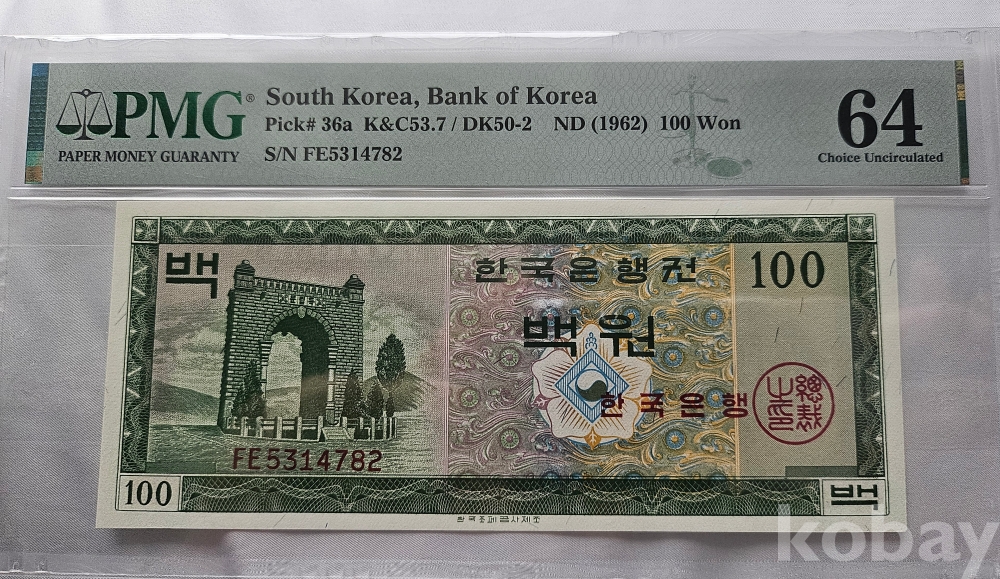 PMG®
PAPER MONEY GUARANTY
South Korea, Bank of Korea
Pick# 36a K&C53.7 / DK50-2 ND (1962) 100 Won
S/N FE5314782
64
Choice Uncirculated
백
한국은행권
100
백원
한국은행
FE5314782
100
백
kobay